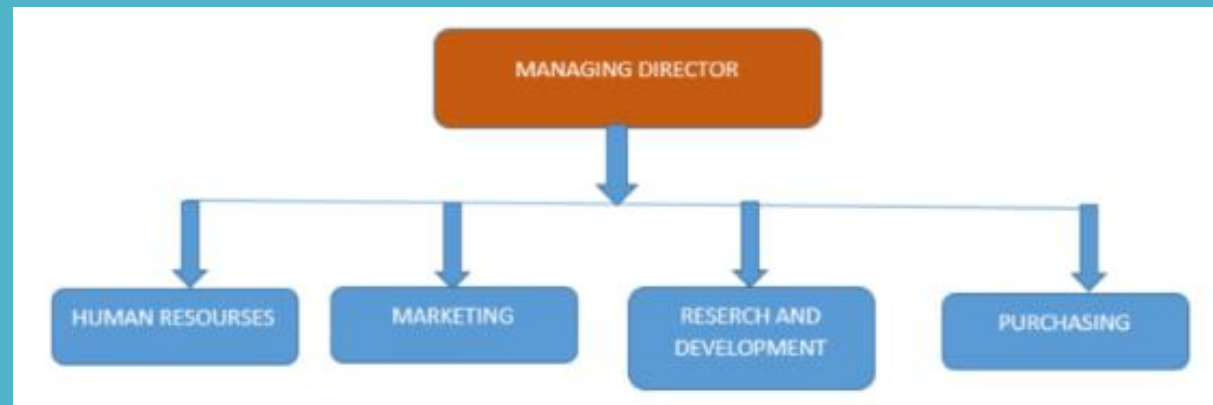 MANAGING DIRECTOR
HUMAN RESOURSES
MARKETING
RESERCH AND
DEVELOPMENT
PURCHASING